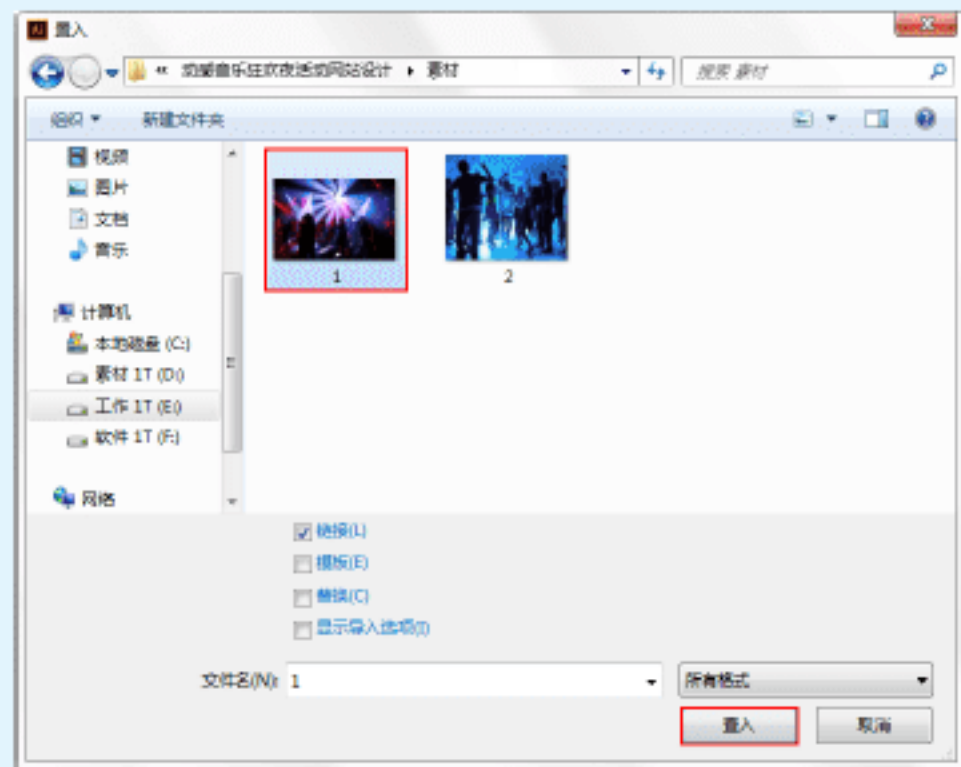 置入
« 动感音乐狂欢夜活动网站设计 ▸ 素材
搜索 素材
组织 新建文件夹
视频
图片
文档
音乐
计算机
本地磁盘 (C:)
素材 1T (D:)
工作 1T (E:)
软件 1T (F:)
网络
1
2
链接(L)
模板(E)
替换(C)
显示导入选项(I)
文件名(N): 1
所有格式
置入 取消